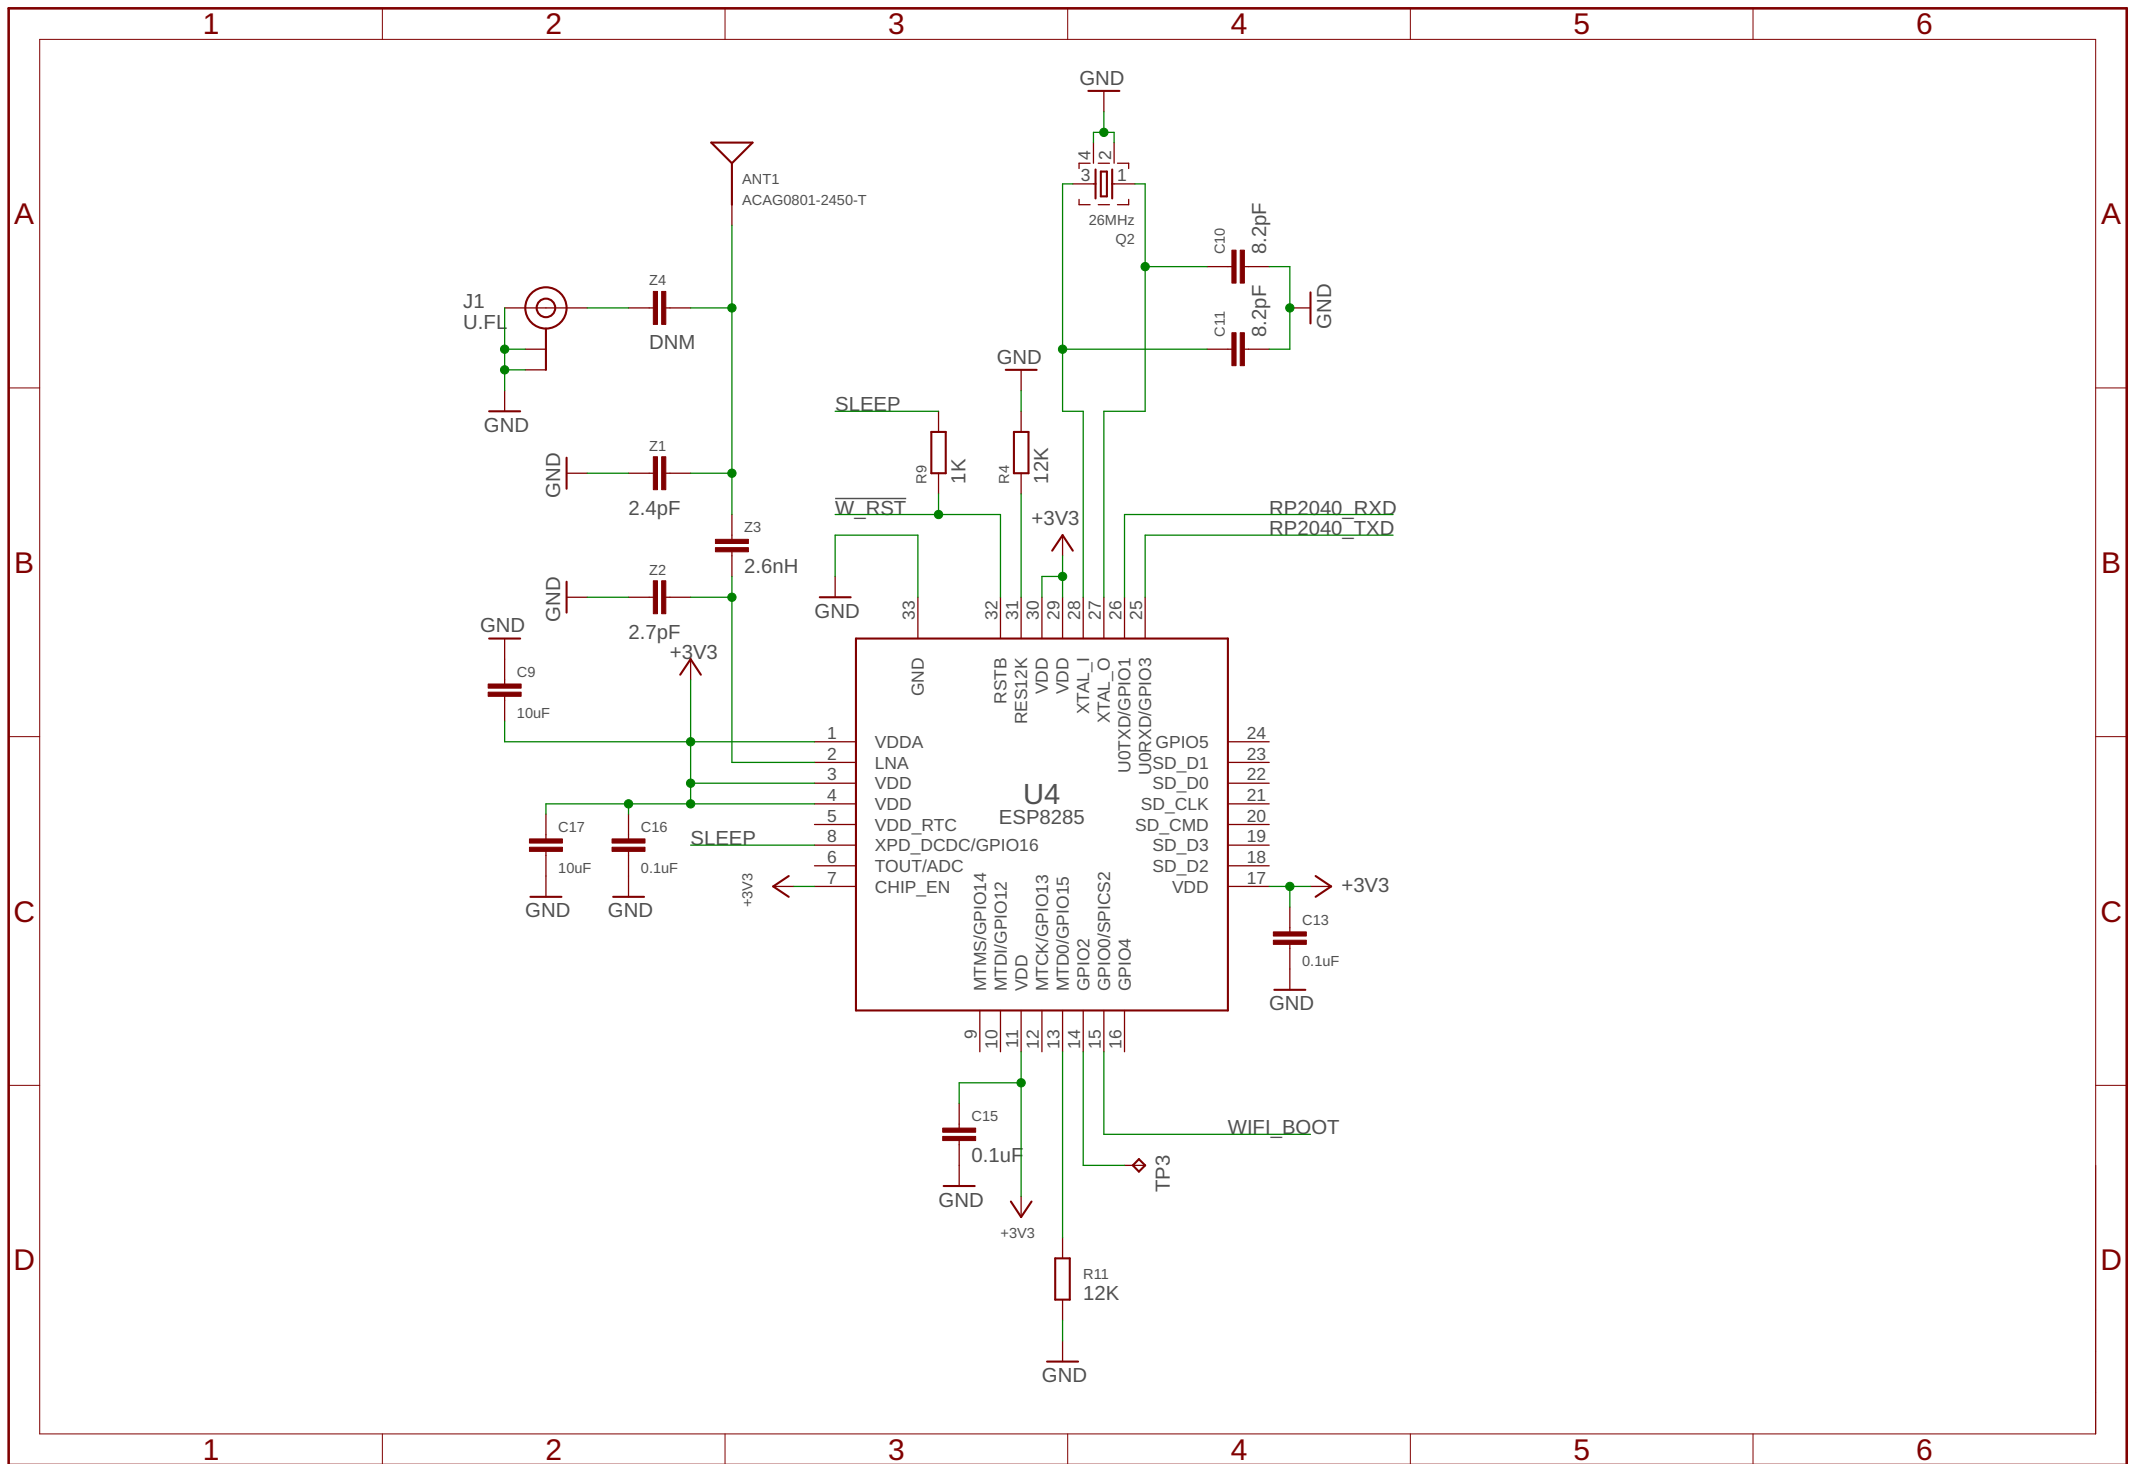 1 2 3 4 5 6
A A
B B
C C
D D
GND
4 2
3 1
26MHz
Q2
ANT1
ACAG0801-2450-T
C10
8.2pF
C11
8.2pF
GND
Z4
DNM
J1
U.FL
GND
GND
SLEEP
R9
1K
R4
12K
Z1
GND
2.4pF
W_RST
+3V3
RP2040_RXD
RP2040_TXD
Z3
2.6nH
Z2
GND
2.7pF
GND
GND
+3V3
C9
10uF
33
32
31
30
29
28
27
26
25
GND
RSTB
RES12K
VDD
VDD
XTAL_I
XTAL_O
U0TXD/GPIO1
U0RXD/GPIO3
1 VDDA
2 LNA
3 VDD
4 VDD
5 VDD_RTC
8 XPD_DCDC/GPIO16
6 TOUT/ADC
7 CHIP_EN
U4
ESP8285
GPIO5 24
SD_D1 23
SD_D0 22
SD_CLK 21
SD_CMD 20
SD_D3 19
SD_D2 18
VDD 17
+3V3
C17
10uF
GND
C16
0.1uF
GND
SLEEP
+3V3
C13
0.1uF
GND
MTMS/GPIO14
MTDI/GPIO12
VDD
MTCK/GPIO13
MTD0/GPIO15
GPIO2
GPIO0/SPICS2
GPIO4
9
10
11
12
13
14
15
16
C15
0.1uF
GND
+3V3
WIFI_BOOT
TP3
R11
12K
GND
1 2 3 4 5 6